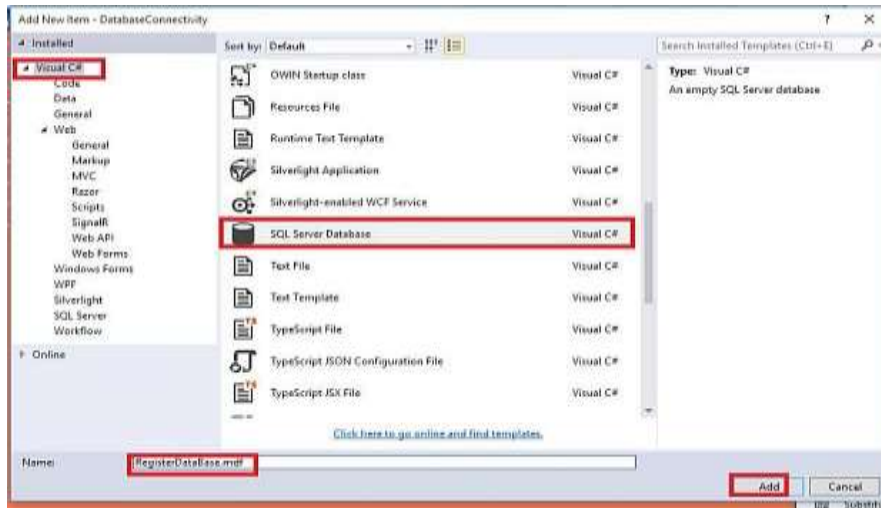 Add New Item - DatabaseConnectivity
? ×
Installed
Sort by: Default
Search Installed Templates (Ctrl+E)
Visual C#
Code
Data
General
Web
General
Markup
MVC
Razor
Scripts
SignalR
Web API
Web Forms
Windows Forms
WPF
Silverlight
SQL Server
Workflow
Online
OWIN Startup class Visual C#
Resources File Visual C#
Runtime Text Template Visual C#
Silverlight Application Visual C#
Silverlight-enabled WCF Service Visual C#
SQL Server Database Visual C#
Text File Visual C#
Text Template Visual C#
TypeScript File Visual C#
TypeScript JSON Configuration File Visual C#
TypeScript JSX File Visual C#
Click here to go online and find templates.
Type: Visual C#
An empty SQL Server database
Name: RegisterDataBase.mdf
Add Cancel